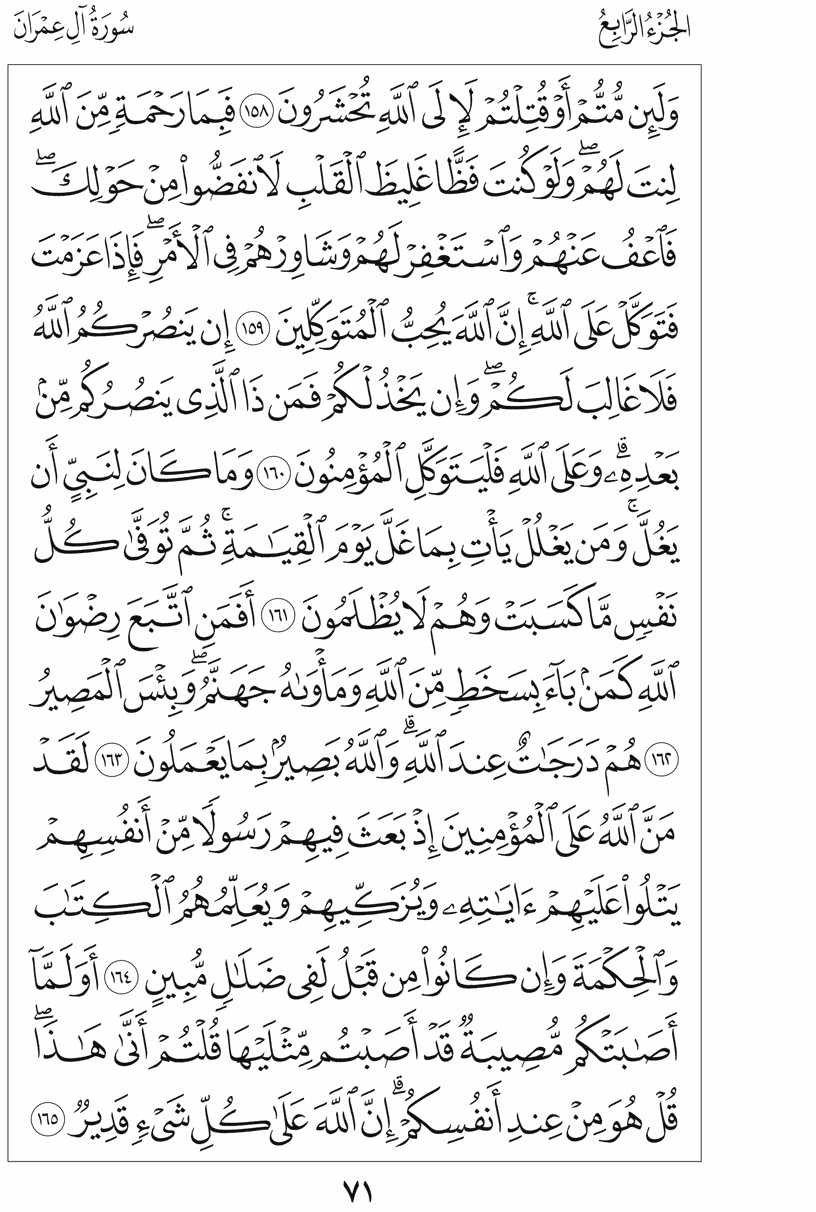 الجُزْءُ الرَّابِعُ
سُورَةُ آلِ عِمْرَانَ
وَلَئِن مُّتُّمْ أَوْ قُتِلْتُمْ لَإِلَى ٱللَّهِ تُحْشَرُونَ ١٥٨ فَبِمَا رَحْمَةٍ مِّنَ ٱللَّهِ
لِنتَ لَهُمْ ۖ وَلَوْ كُنتَ فَظًّا غَلِيظَ ٱلْقَلْبِ لَٱنفَضُّوا۟ مِنْ حَوْلِكَ ۖ
فَٱعْفُ عَنْهُمْ وَٱسْتَغْفِرْ لَهُمْ وَشَاوِرْهُمْ فِى ٱلْأَمْرِ ۖ فَإِذَا عَزَمْتَ
فَتَوَكَّلْ عَلَى ٱللَّهِ ۚ إِنَّ ٱللَّهَ يُحِبُّ ٱلْمُتَوَكِّلِينَ ١٥٩ إِن يَنصُرْكُمُ ٱللَّهُ
فَلَا غَالِبَ لَكُمْ ۖ وَإِن يَخْذُلْكُمْ فَمَن ذَا ٱلَّذِى يَنصُرُكُم مِّنۢ
بَعْدِهِۦ ۗ وَعَلَى ٱللَّهِ فَلْيَتَوَكَّلِ ٱلْمُؤْمِنُونَ ١٦٠ وَمَا كَانَ لِنَبِىٍّ أَن
يَغُلَّ ۚ وَمَن يَغْلُلْ يَأْتِ بِمَا غَلَّ يَوْمَ ٱلْقِيَـٰمَةِ ۚ ثُمَّ تُوَفَّىٰ كُلُّ
نَفْسٍ مَّا كَسَبَتْ وَهُمْ لَا يُظْلَمُونَ ١٦١ أَفَمَنِ ٱتَّبَعَ رِضْوَٰنَ
ٱللَّهِ كَمَنۢ بَآءَ بِسَخَطٍ مِّنَ ٱللَّهِ وَمَأْوَىٰهُ جَهَنَّمُ ۖ وَبِئْسَ ٱلْمَصِيرُ
١٦٢ هُمْ دَرَجَـٰتٌ عِندَ ٱللَّهِ ۗ وَٱللَّهُ بَصِيرٌۢ بِمَا يَعْمَلُونَ ١٦٣ لَقَدْ
مَنَّ ٱللَّهُ عَلَى ٱلْمُؤْمِنِينَ إِذْ بَعَثَ فِيهِمْ رَسُولًا مِّنْ أَنفُسِهِمْ
يَتْلُوا۟ عَلَيْهِمْ ءَايَـٰتِهِۦ وَيُزَكِّيهِمْ وَيُعَلِّمُهُمُ ٱلْكِتَـٰبَ
وَٱلْحِكْمَةَ وَإِن كَانُوا۟ مِن قَبْلُ لَفِى ضَلَـٰلٍ مُّبِينٍ ١٦٤ أَوَلَمَّآ
أَصَـٰبَتْكُم مُّصِيبَةٌ قَدْ أَصَبْتُم مِّثْلَيْهَا قُلْتُمْ أَنَّىٰ هَـٰذَا ۖ
قُلْ هُوَ مِنْ عِندِ أَنفُسِكُمْ ۗ إِنَّ ٱللَّهَ عَلَىٰ كُلِّ شَىْءٍ قَدِيرٌ ١٦٥
٧١